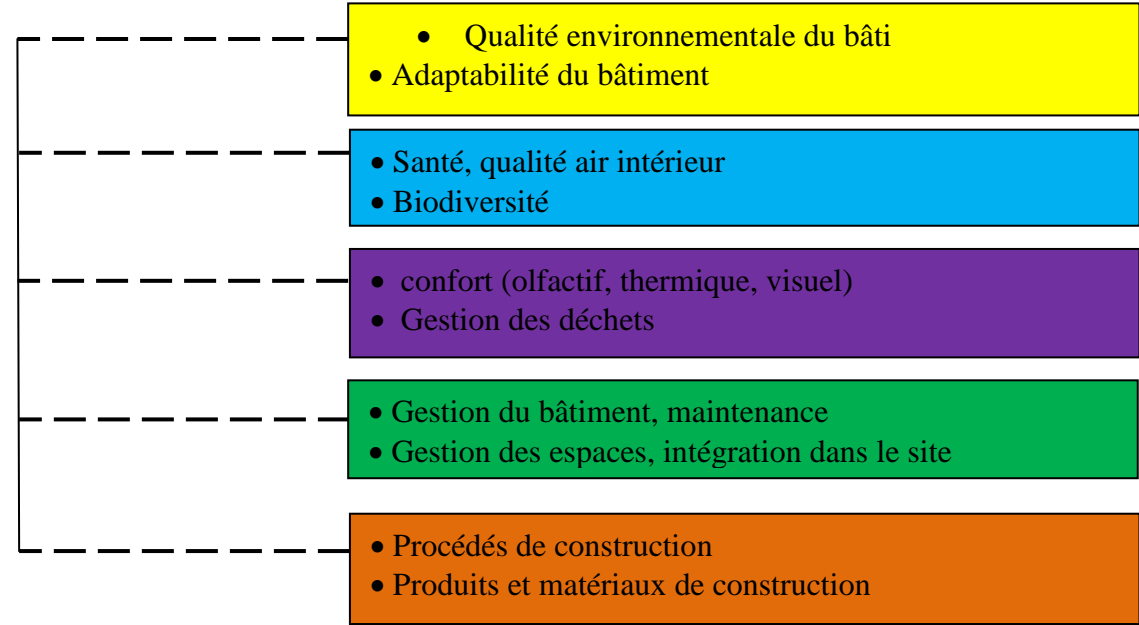 • Qualité environnementale du bâti
• Adaptabilité du bâtiment
• Santé, qualité air intérieur
• Biodiversité
• confort (olfactif, thermique, visuel)
• Gestion des déchets
• Gestion du bâtiment, maintenance
• Gestion des espaces, intégration dans le site
• Procédés de construction
• Produits et matériaux de construction